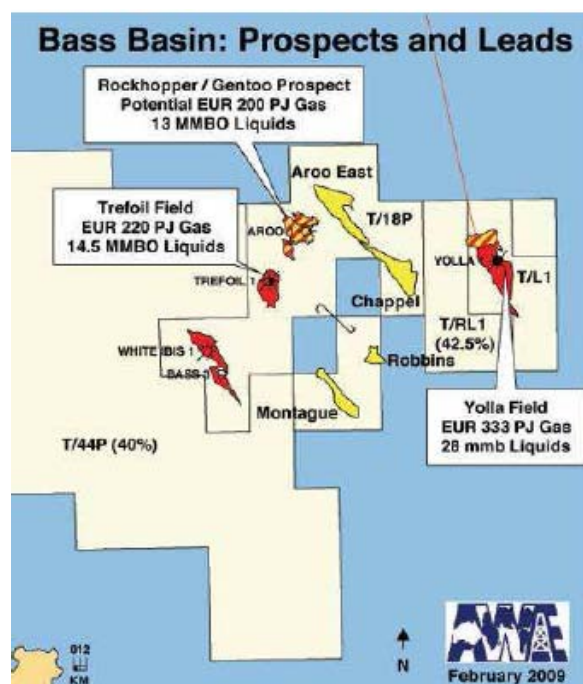 Bass Basin: Prospects and Leads
Rockhopper / Gentoo Prospect
Potential EUR 200 PJ Gas
13 MMBO Liquids
Aroo East
Trefoil Field
EUR 220 PJ Gas
14.5 MMBO Liquids
AROO
T/18P
YOLLA
T/L1
TREFOIL 1
Chappel
T/RL1
(42.5%)
WHITE IBIS 1
Robbins
BASS 3
Montague
Yolla Field
EUR 333 PJ Gas
28 mmb Liquids
T/44P (40%)
AWE
012
KM
N
February 2009